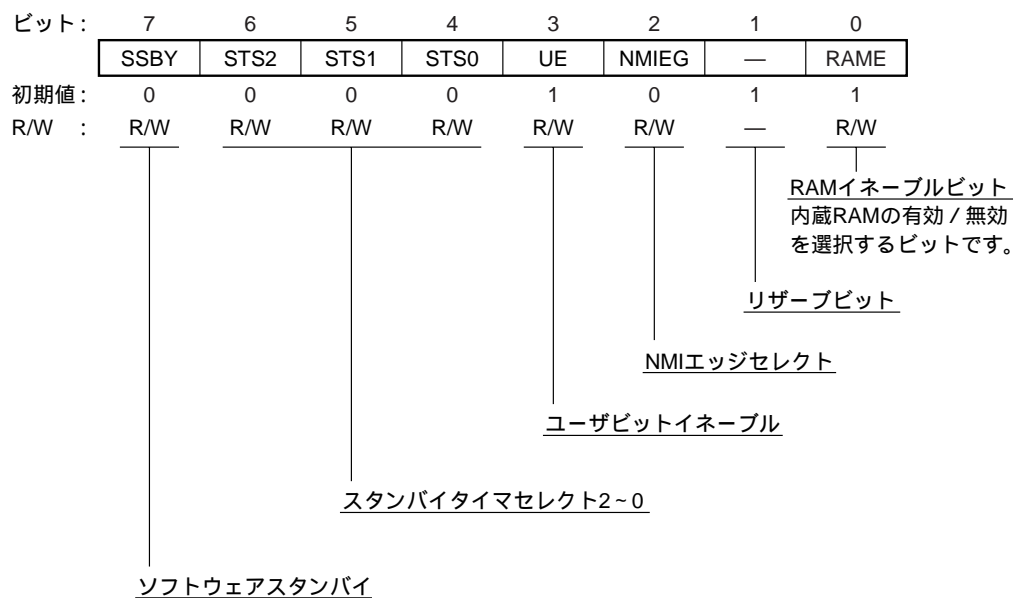 ビット: 7 6 5 4 3 2 1 0
SSBY STS2 STS1 STS0 UE NMIEG — RAME
初期値: 0 0 0 0 1 0 1 1
R/W : R/W R/W R/W R/W R/W R/W — R/W
RAMイネーブルビット
内蔵RAMの有効/無効
を選択するビットです。
リザーブビット
NMIエッジセレクト
ユーザビットイネーブル
スタンバイタイマセレクト2~0
ソフトウェアスタンバイ